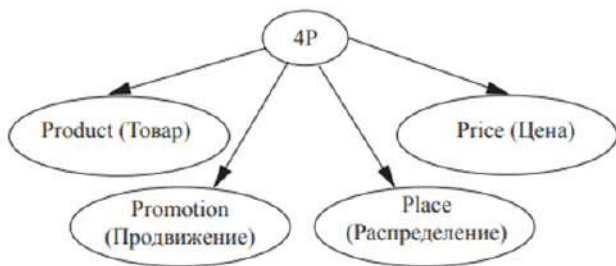 4P
Product (Товар)
Price (Цена)
Promotion
(Продвижение)
Place
(Распределение)